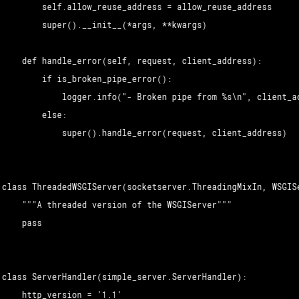 self.allow_reuse_address = allow_reuse_address
super().__init__(*args, **kwargs)
def handle_error(self, request, client_address):
if is_broken_pipe_error():
logger.info("- Broken pipe from %s\n", client_ad
else:
super().handle_error(request, client_address)
class ThreadedWSGIServer(socketserver.ThreadingMixIn, WSGISe
"""A threaded version of the WSGIServer"""
pass
class ServerHandler(simple_server.ServerHandler):
http_version = '1.1'